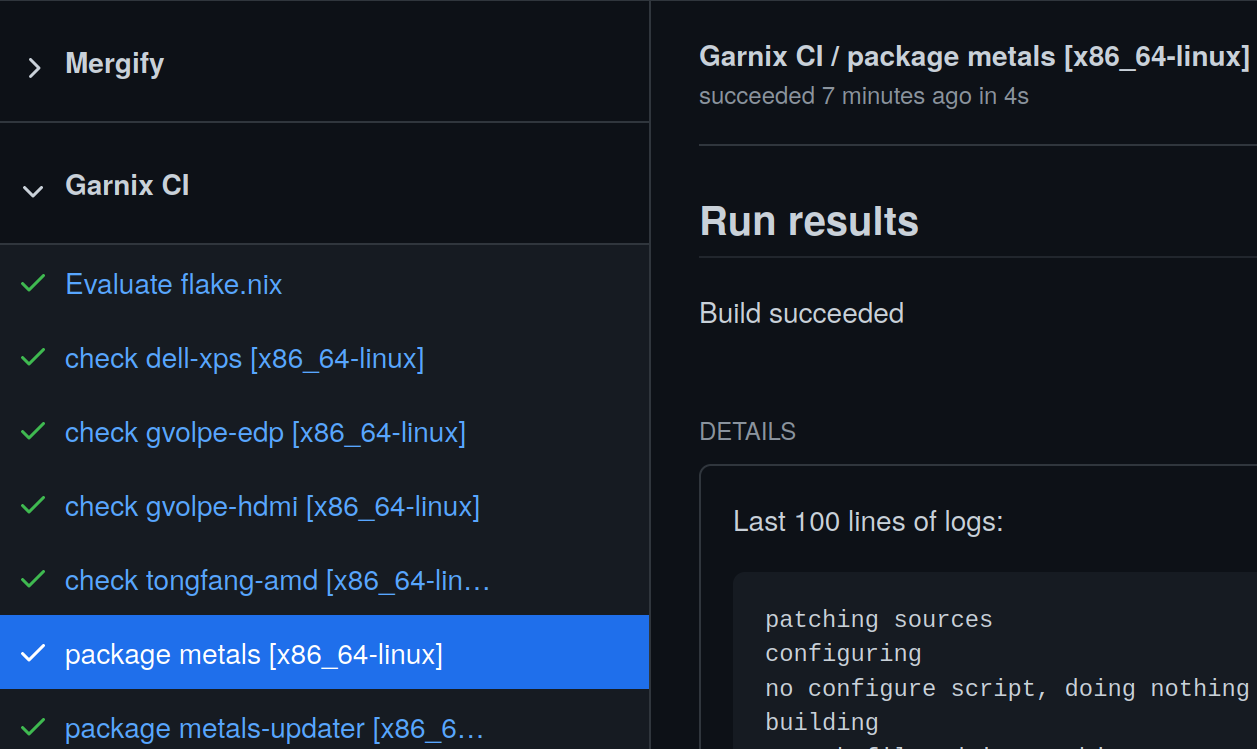 Mergify
Garnix CI
Evaluate flake.nix
check dell-xps [x86_64-linux]
check gvolpe-edp [x86_64-linux]
check gvolpe-hdmi [x86_64-linux]
check tongfang-amd [x86_64-lin…
package metals [x86_64-linux]
package metals-updater [x86_6…
Garnix CI / package metals [x86_64-linux]
succeeded 7 minutes ago in 4s
Run results
Build succeeded
DETAILS
Last 100 lines of logs:
patching sources
configuring
no configure script, doing nothing
building